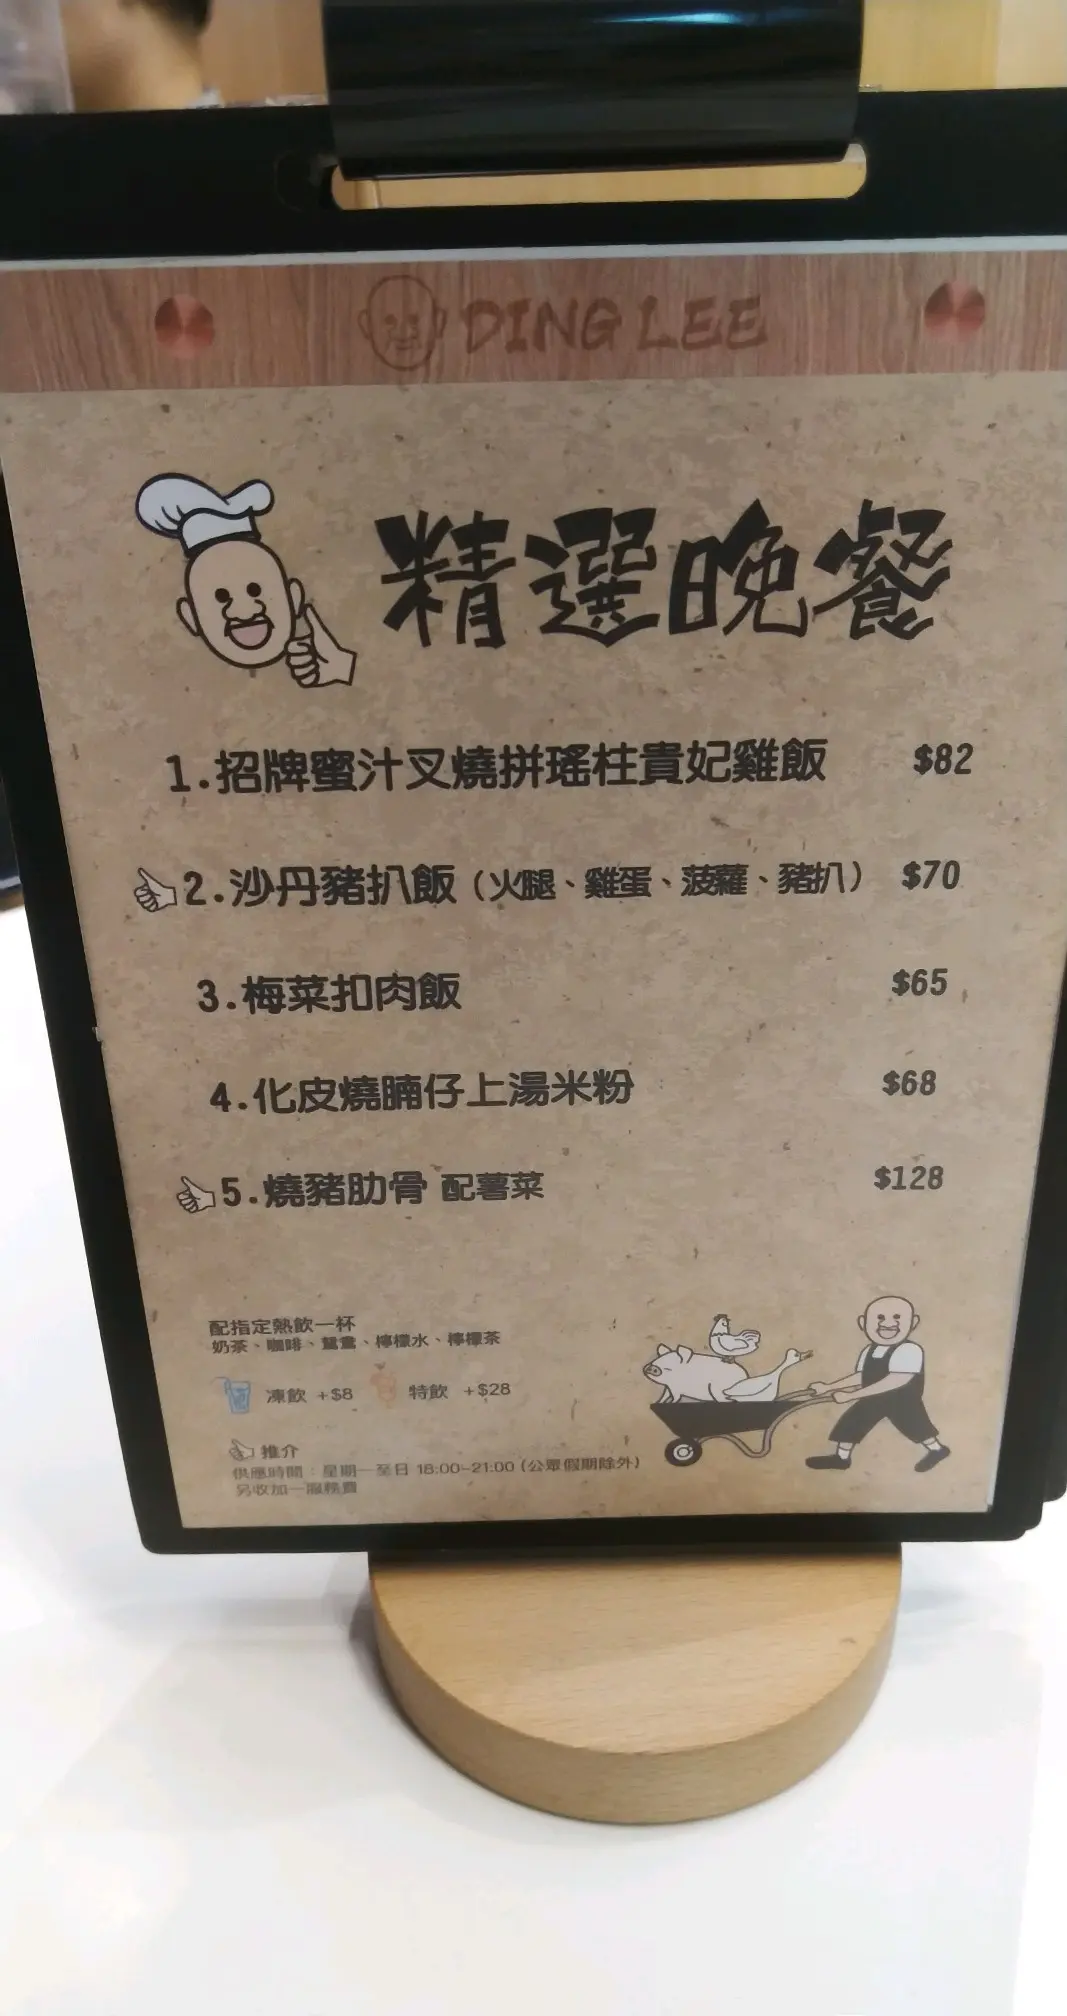 DING LEE
精選晚餐
1.招牌蜜汁叉燒拼瑤柱貴妃雞飯 $82
2.沙丹豬扒飯（火腿、雞蛋、菠蘿、豬扒） $70
3.梅菜扣肉飯 $65
4.化皮燒腩仔上湯米粉 $68
5.燒豬肋骨 配薯菜 $128
配指定熱飲一杯
奶茶、咖啡、鴛鴦、檸檬水、檸檬茶
凍飲 +$8 特飲 +$28
推介
供應時間：星期一至日 18:00-21:00 (公眾假期除外)
另收加一服務費